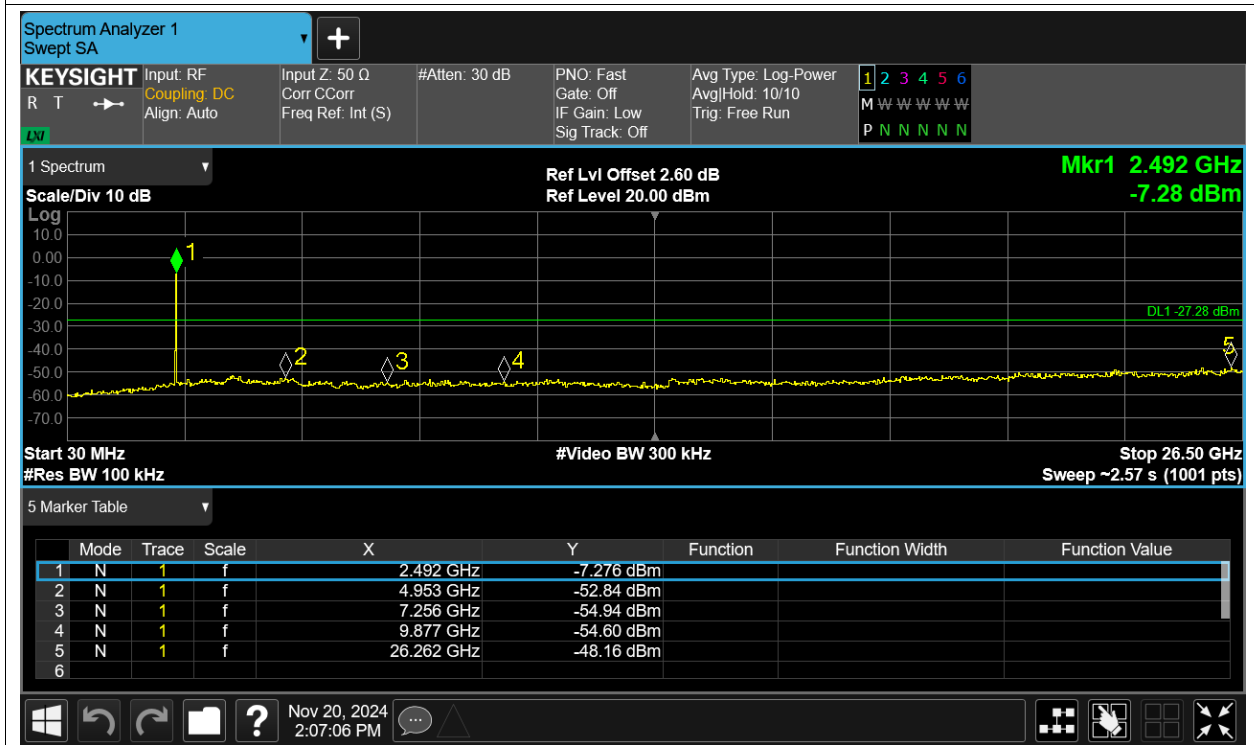 Spectrum Analyzer 1
Swept SA
+
KEYSIGHT
R T
LXI
Input: RF
Coupling: DC
Align: Auto
Input Z: 50 Ω
Corr CCorr
Freq Ref: Int (S)
#Atten: 30 dB
PNO: Fast
Gate: Off
IF Gain: Low
Sig Track: Off
Avg Type: Log-Power
Avg|Hold: 10/10
Trig: Free Run
1 2 3 4 5 6
M W W W W W W
P N N N N N
1 Spectrum
Scale/Div 10 dB
Ref Lvl Offset 2.60 dB
Ref Level 20.00 dBm
Mkr1 2.492 GHz
-7.28 dBm
Log
10.0
0.00
-10.0
-20.0
-30.0
-40.0
-50.0
-60.0
-70.0
1
2
3
4
5
DL1 -27.28 dBm
Start 30 MHz
#Res BW 100 kHz
#Video BW 300 kHz
Stop 26.50 GHz
Sweep ~2.57 s (1001 pts)
5 Marker Table
Mode Trace Scale X Y Function Function Width Function Value
1 N 1 f 2.492 GHz -7.276 dBm
2 N 1 f 4.953 GHz -52.84 dBm
3 N 1 f 7.256 GHz -54.94 dBm
4 N 1 f 9.877 GHz -54.60 dBm
5 N 1 f 26.262 GHz -48.16 dBm
6
?
Nov 20, 2024
2:07:06 PM